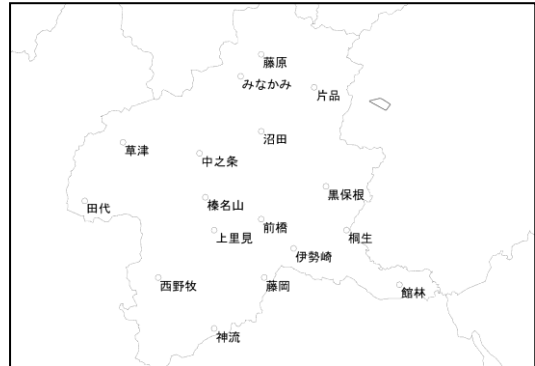 藤原
みなかみ
片品
沼田
草津
中之条
黒保根
榛名山
田代
前橋
上里見
桐生
伊勢崎
西野牧
藤岡
館林
神流